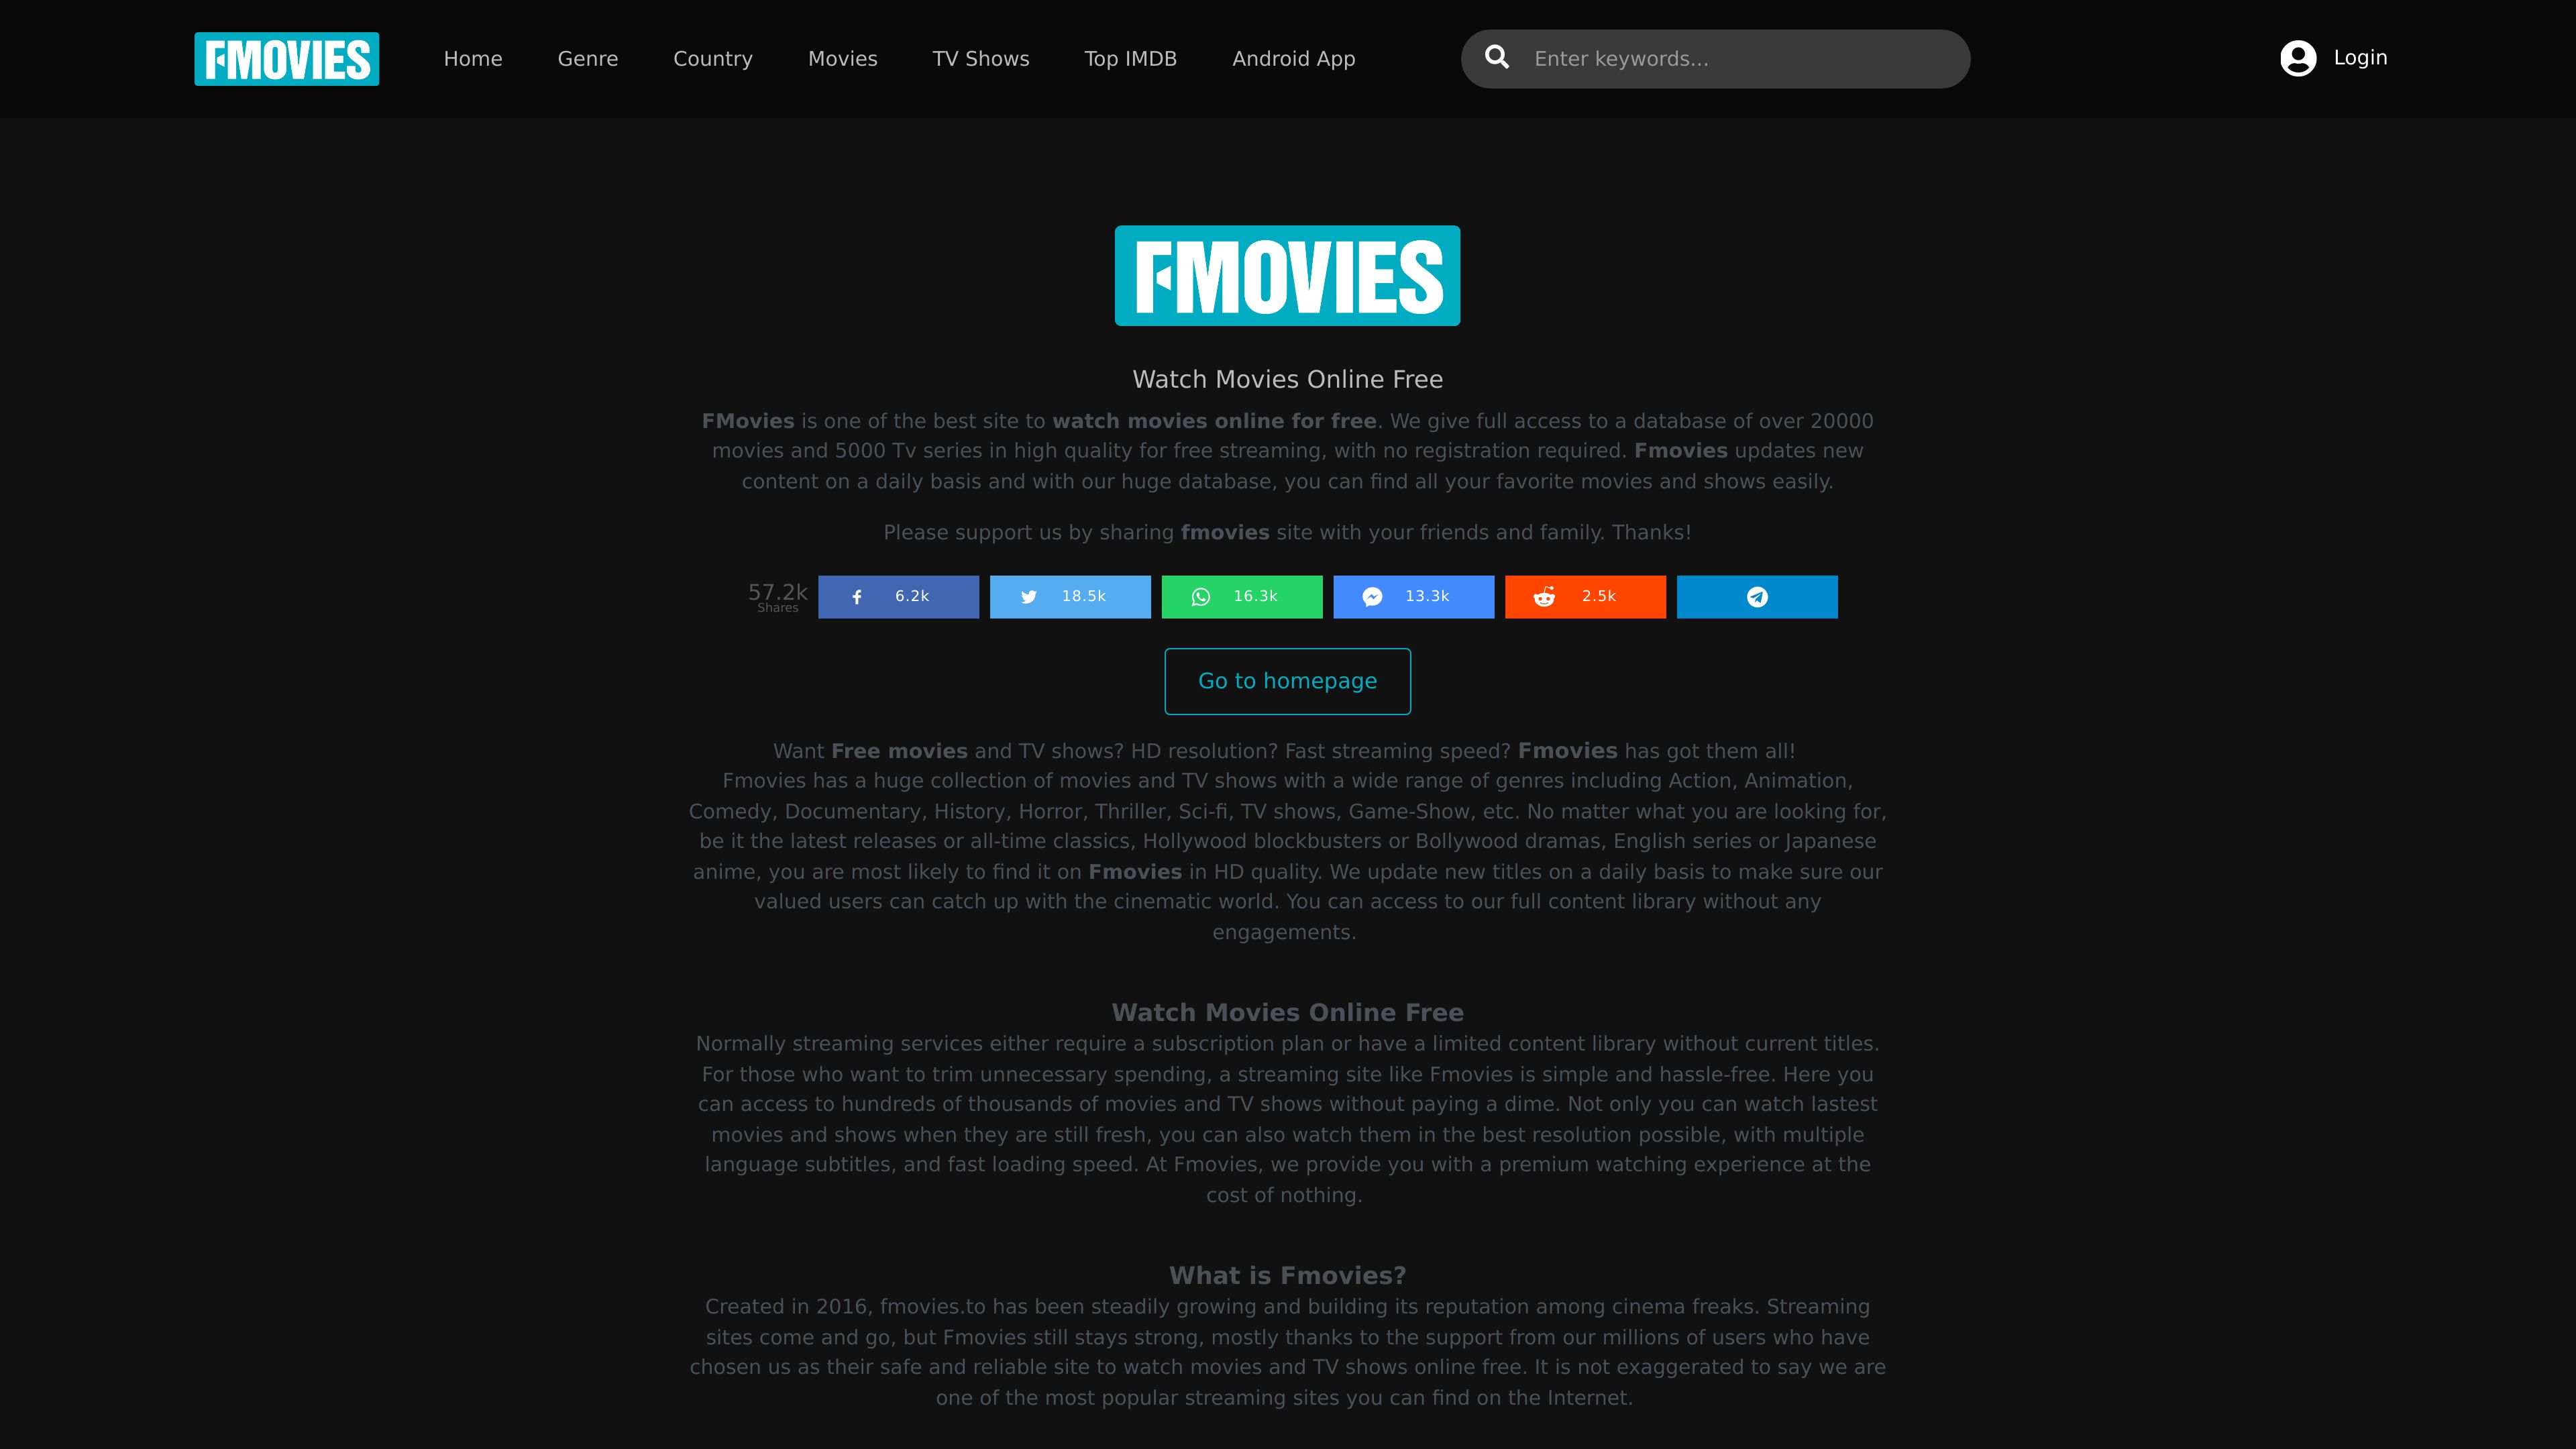 FMOVIES
Home
Genre
Country
Movies
TV Shows
Top IMDB
Android App
Enter keywords...
Login
FMOVIES
Watch Movies Online Free
FMovies is one of the best site to watch movies online for free. We give full access to a database of over 20000
movies and 5000 Tv series in high quality for free streaming, with no registration required. Fmovies updates new
content on a daily basis and with our huge database, you can find all your favorite movies and shows easily.
Please support us by sharing fmovies site with your friends and family. Thanks!
57.2k
Shares
6.2k
18.5k
16.3k
13.3k
2.5k
Go to homepage
Want Free movies and TV shows? HD resolution? Fast streaming speed? Fmovies has got them all!
Fmovies has a huge collection of movies and TV shows with a wide range of genres including Action, Animation,
Comedy, Documentary, History, Horror, Thriller, Sci-fi, TV shows, Game-Show, etc. No matter what you are looking for,
be it the latest releases or all-time classics, Hollywood blockbusters or Bollywood dramas, English series or Japanese
anime, you are most likely to find it on Fmovies in HD quality. We update new titles on a daily basis to make sure our
valued users can catch up with the cinematic world. You can access to our full content library without any
engagements.
Watch Movies Online Free
Normally streaming services either require a subscription plan or have a limited content library without current titles.
For those who want to trim unnecessary spending, a streaming site like Fmovies is simple and hassle-free. Here you
can access to hundreds of thousands of movies and TV shows without paying a dime. Not only you can watch lastest
movies and shows when they are still fresh, you can also watch them in the best resolution possible, with multiple
language subtitles, and fast loading speed. At Fmovies, we provide you with a premium watching experience at the
cost of nothing.
What is Fmovies?
Created in 2016, fmovies.to has been steadily growing and building its reputation among cinema freaks. Streaming
sites come and go, but Fmovies still stays strong, mostly thanks to the support from our millions of users who have
chosen us as their safe and reliable site to watch movies and TV shows online free. It is not exaggerated to say we are
one of the most popular streaming sites you can find on the Internet.